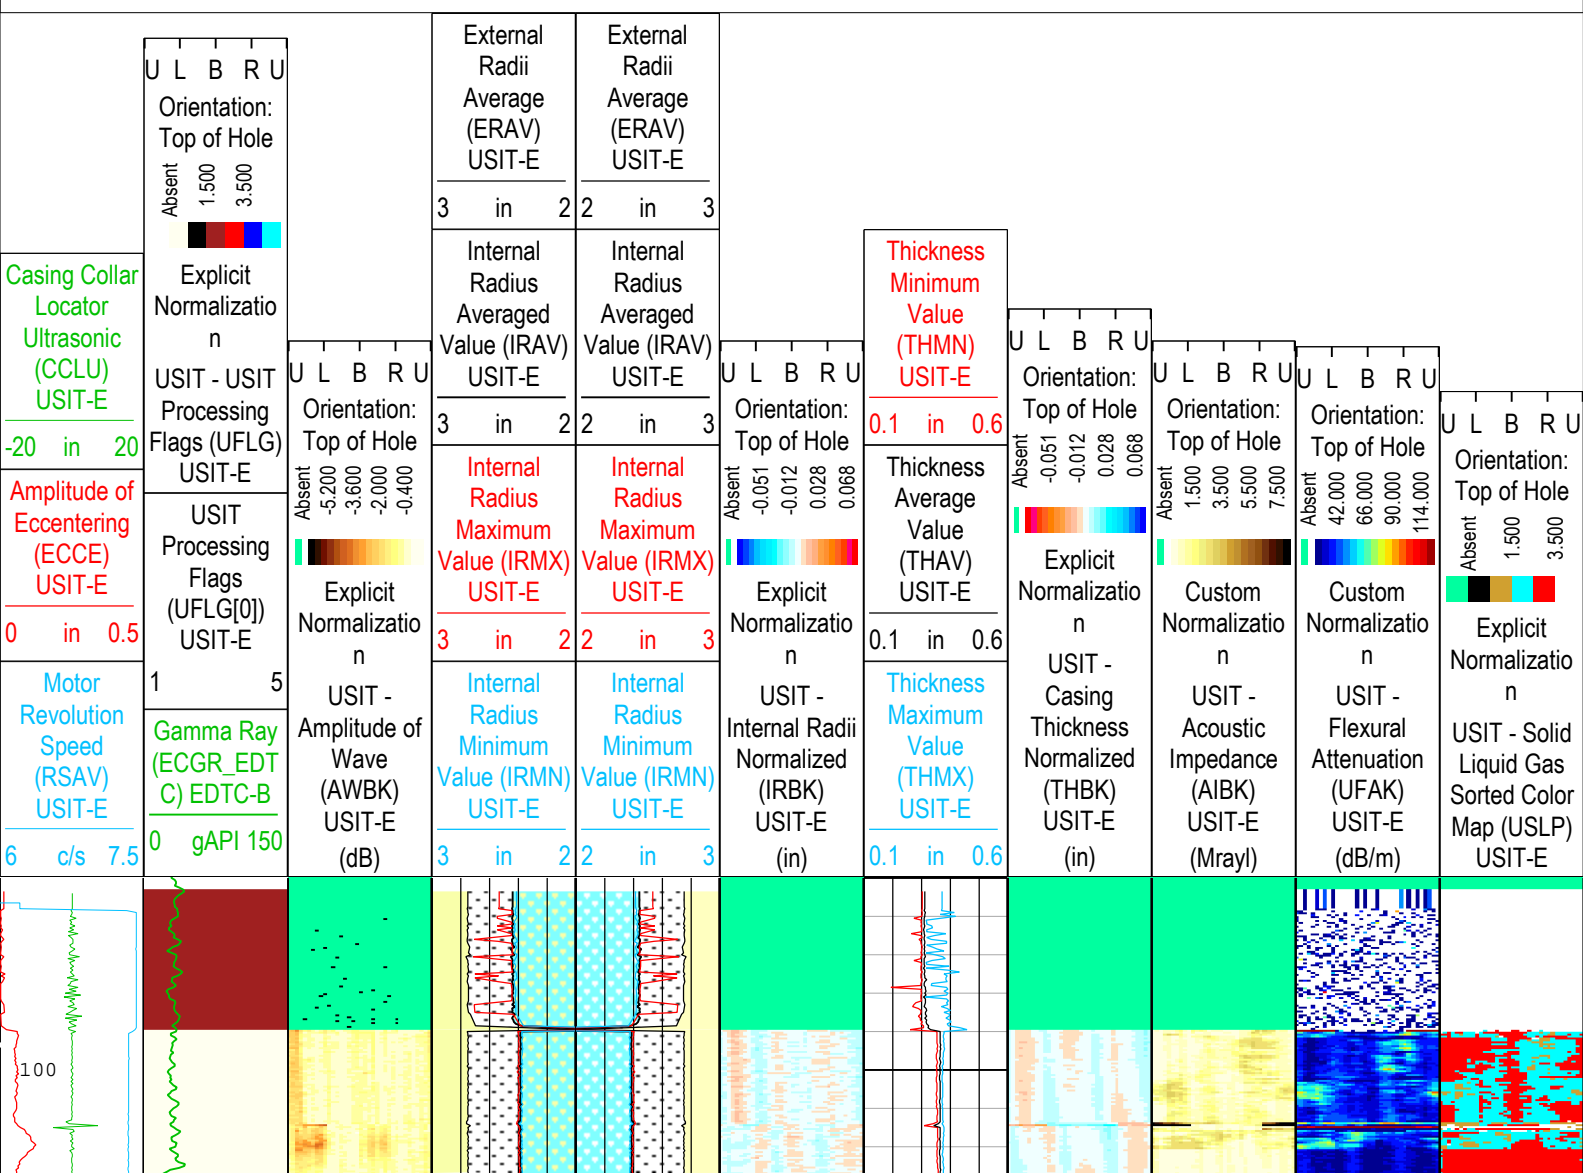 Casing Collar
Locator
Ultrasonic
(CCLU)
USIT-E
-20 in 20
Amplitude of
Eccentering
(ECCE)
USIT-E
0 in 0.5
Motor
Revolution
Speed
(RSAV)
USIT-E
6 c/s 7.5
U L B R U
Orientation:
Top of Hole
Absent 1.500 3.500
Explicit
Normalizatio
n
USIT - USIT
Processing
Flags (UFLG)
USIT-E
USIT
Processing
Flags
(UFLG[0])
USIT-E
1 5
Gamma Ray
(ECGR_EDT
C) EDTC-B
0 gAPI 150
U L B R U
Orientation:
Top of Hole
Absent -5.200 -3.600 -2.000 -0.400
Explicit
Normalizatio
n
USIT -
Amplitude of
Wave
(AWBK)
USIT-E
(dB)
External
Radii
Average
(ERAV)
USIT-E
3 in 2
Internal
Radius
Averaged
Value (IRAV)
USIT-E
3 in 2
Internal
Radius
Maximum
Value (IRMX)
USIT-E
3 in 2
Internal
Radius
Minimum
Value (IRMN)
USIT-E
3 in 2
External
Radii
Average
(ERAV)
USIT-E
2 in 3
Internal
Radius
Averaged
Value (IRAV)
USIT-E
2 in 3
Internal
Radius
Maximum
Value (IRMX)
USIT-E
2 in 3
Internal
Radius
Minimum
Value (IRMN)
USIT-E
2 in 3
U L B R U
Orientation:
Top of Hole
Absent -0.051 -0.012 0.028 0.068
Explicit
Normalizatio
n
USIT -
Internal Radii
Normalized
(IRBK)
USIT-E
(in)
Thickness
Minimum
Value
(THMN)
USIT-E
0.1 in 0.6
Thickness
Average
Value
(THAV)
USIT-E
0.1 in 0.6
Thickness
Maximum
Value
(THMX)
USIT-E
0.1 in 0.6
U L B R U
Orientation:
Top of Hole
Absent -0.051 -0.012 0.028 0.068
Explicit
Normalizatio
n
USIT -
Casing
Thickness
Normalized
(THBK)
USIT-E
(in)
U L B R U
Orientation:
Top of Hole
Absent 1.500 3.500 5.500 7.500
Custom
Normalizatio
n
USIT -
Acoustic
Impedance
(AIBK)
USIT-E
(Mrayl)
U L B R U
Orientation:
Top of Hole
Absent 42.000 66.000 90.000 114.000
Custom
Normalizatio
n
USIT -
Flexural
Attenuation
(UFAK)
USIT-E
(dB/m)
U L B R U
Orientation:
Top of Hole
Absent 1.500 3.500
Explicit
Normalizatio
n
USIT - Solid
Liquid Gas
Sorted Color
Map (USLP)
USIT-E
100